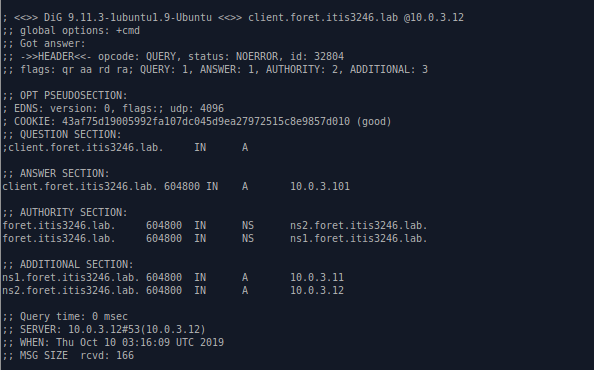 ; <<>> DiG 9.11.3-1ubuntu1.9-Ubuntu <<>> client.foret.itis3246.lab @10.0.3.12
;; global options: +cmd
;; Got answer:
;; ->>HEADER<<- opcode: QUERY, status: NOERROR, id: 32804
;; flags: qr aa rd ra; QUERY: 1, ANSWER: 1, AUTHORITY: 2, ADDITIONAL: 3
;; OPT PSEUDOSECTION:
; EDNS: version: 0, flags:; udp: 4096
; COOKIE: 43af75d19005992fa107dc045d9ea27972515c8e9857d010 (good)
;; QUESTION SECTION:
;client.foret.itis3246.lab. IN A
;; ANSWER SECTION:
client.foret.itis3246.lab. 604800 IN A 10.0.3.101
;; AUTHORITY SECTION:
foret.itis3246.lab. 604800 IN NS ns2.foret.itis3246.lab.
foret.itis3246.lab. 604800 IN NS ns1.foret.itis3246.lab.
;; ADDITIONAL SECTION:
ns1.foret.itis3246.lab. 604800 IN A 10.0.3.11
ns2.foret.itis3246.lab. 604800 IN A 10.0.3.12
;; Query time: 0 msec
;; SERVER: 10.0.3.12#53(10.0.3.12)
;; WHEN: Thu Oct 10 03:16:09 UTC 2019
;; MSG SIZE rcvd: 166